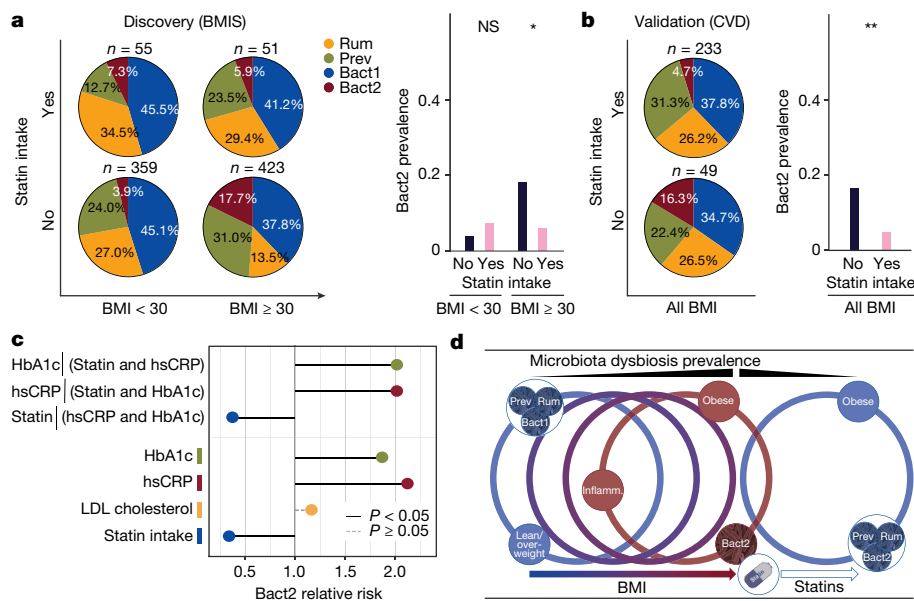 a Discovery (BMIS)
Statin intake
Yes
No
n = 55
7.3%
12.7%
45.5%
34.5%
n = 51
5.9%
23.5%
41.2%
29.4%
n = 359
3.9%
24.0%
45.1%
27.0%
n = 423
17.7%
37.8%
31.0%
13.5%
BMI < 30
BMI ≥ 30
Rum
Prev
Bact1
Bact2
NS *
Bact2 prevalence
0.4
0.2
0
No Yes No Yes
Statin intake
BMI < 30 BMI ≥ 30
b Validation (CVD)
Statin intake
Yes
No
n = 233
4.7%
31.3%
37.8%
26.2%
n = 49
16.3%
34.7%
22.4%
26.5%
All BMI
**
Bact2 prevalence
0.4
0.2
0
No Yes
Statin intake
All BMI
c
HbA1c | (Statin and hsCRP)
hsCRP | (Statin and HbA1c)
Statin | (hsCRP and HbA1c)
HbA1c
hsCRP
LDL cholesterol
Statin intake
P < 0.05
P ≥ 0.05
0.5 1.0 1.5 2.0
Bact2 relative risk
d
Microbiota dysbiosis prevalence
Prev Rum
Bact1
Obese
Obese
Inflamm.
Lean/
over-
weight
Bact2
Prev Rum
Bact2
BMI
Statins